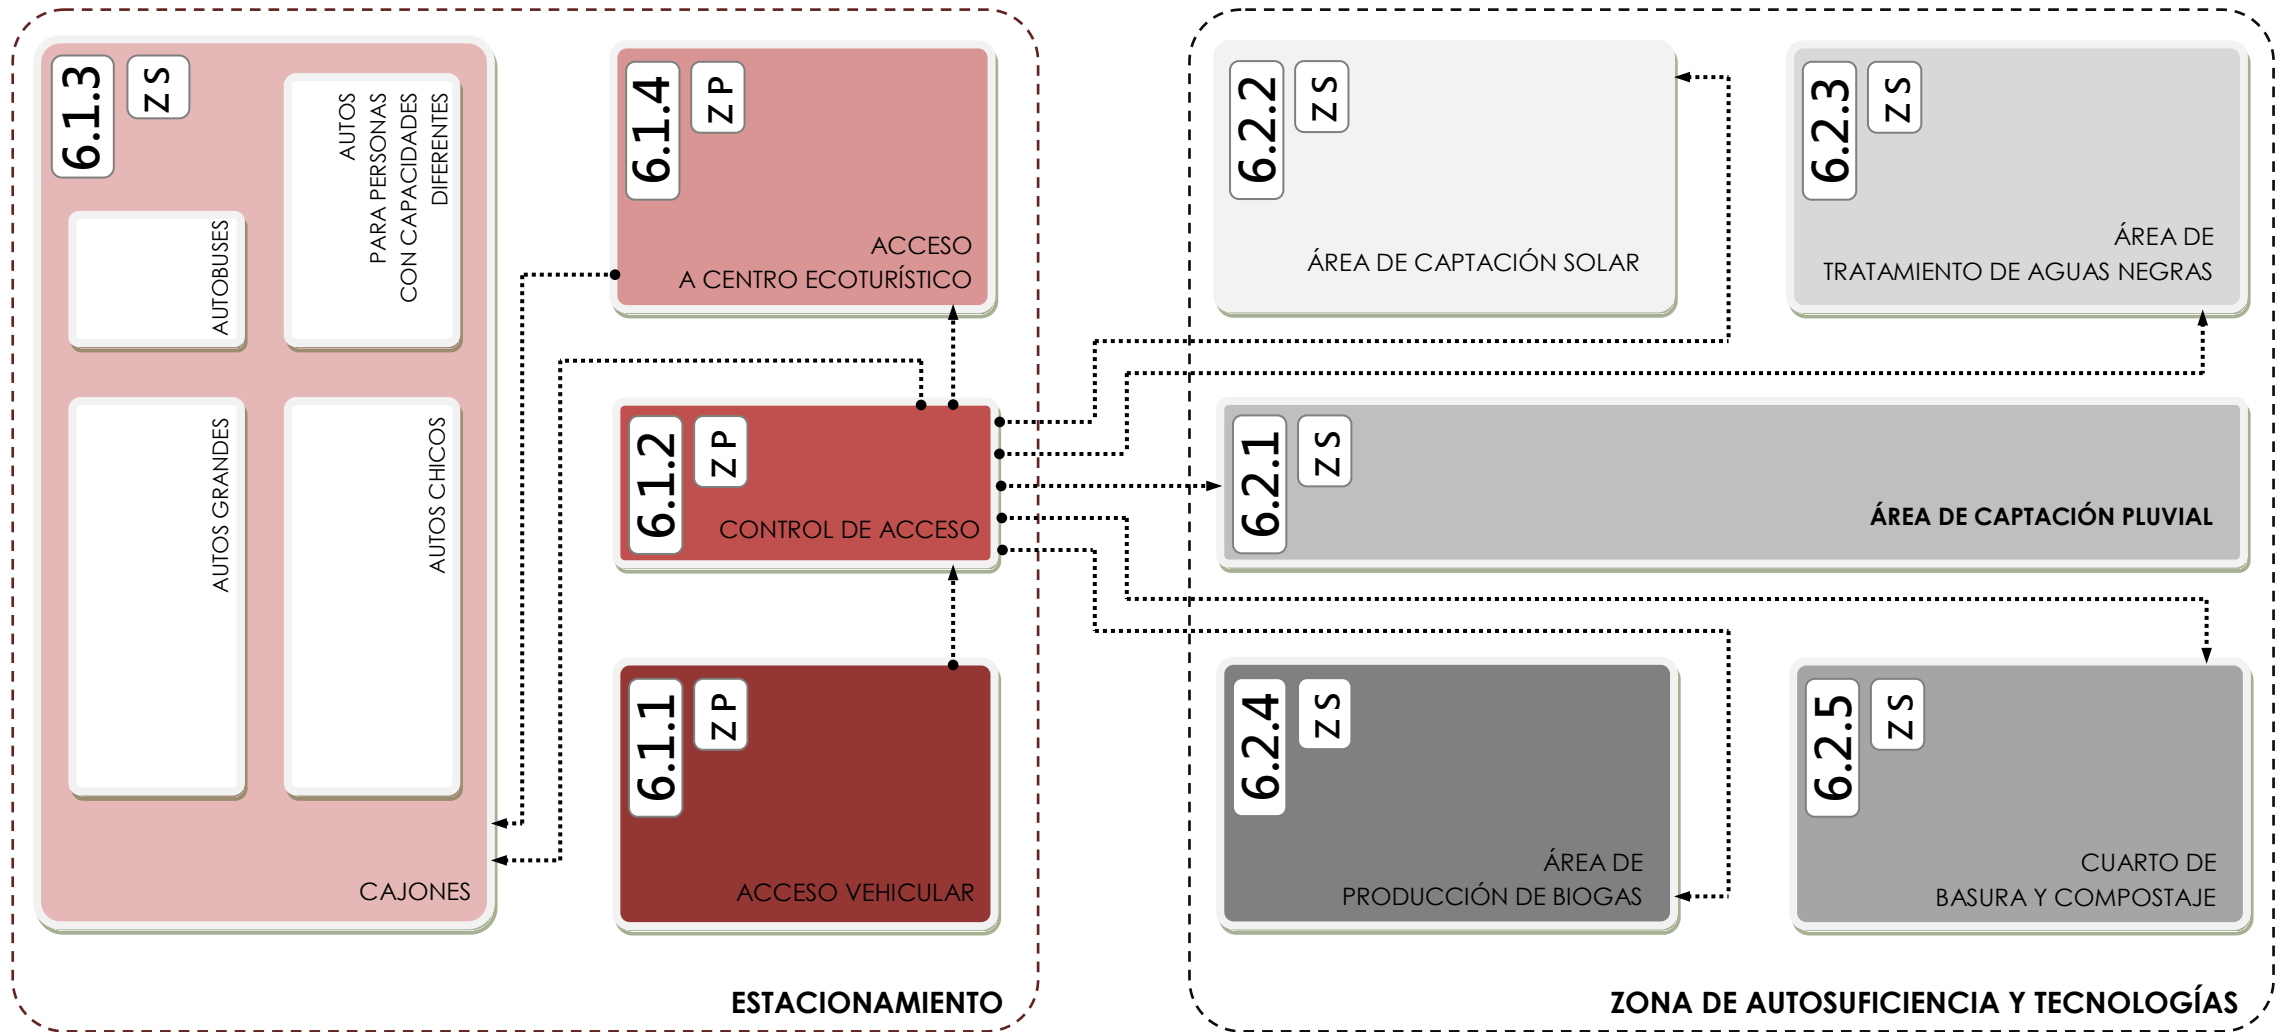 6.1.3
Z S
AUTOS
PARA PERSONAS
CON CAPACIDADES
DIFERENTES
AUTOBUSES
AUTOS GRANDES
AUTOS CHICOS
CAJONES
6.1.4
Z P
ACCESO
A CENTRO ECOTURÍSTICO
6.1.2
Z P
CONTROL DE ACCESO
6.1.1
Z P
ACCESO VEHICULAR
ESTACIONAMIENTO
6.2.2
Z S
ÁREA DE CAPTACIÓN SOLAR
6.2.3
Z S
ÁREA DE
TRATAMIENTO DE AGUAS NEGRAS
6.2.1
Z S
ÁREA DE CAPTACIÓN PLUVIAL
6.2.4
Z S
ÁREA DE
PRODUCCIÓN DE BIOGAS
6.2.5
Z S
CUARTO DE
BASURA Y COMPOSTAJE
ZONA DE AUTOSUFICIENCIA Y TECNOLOGÍAS